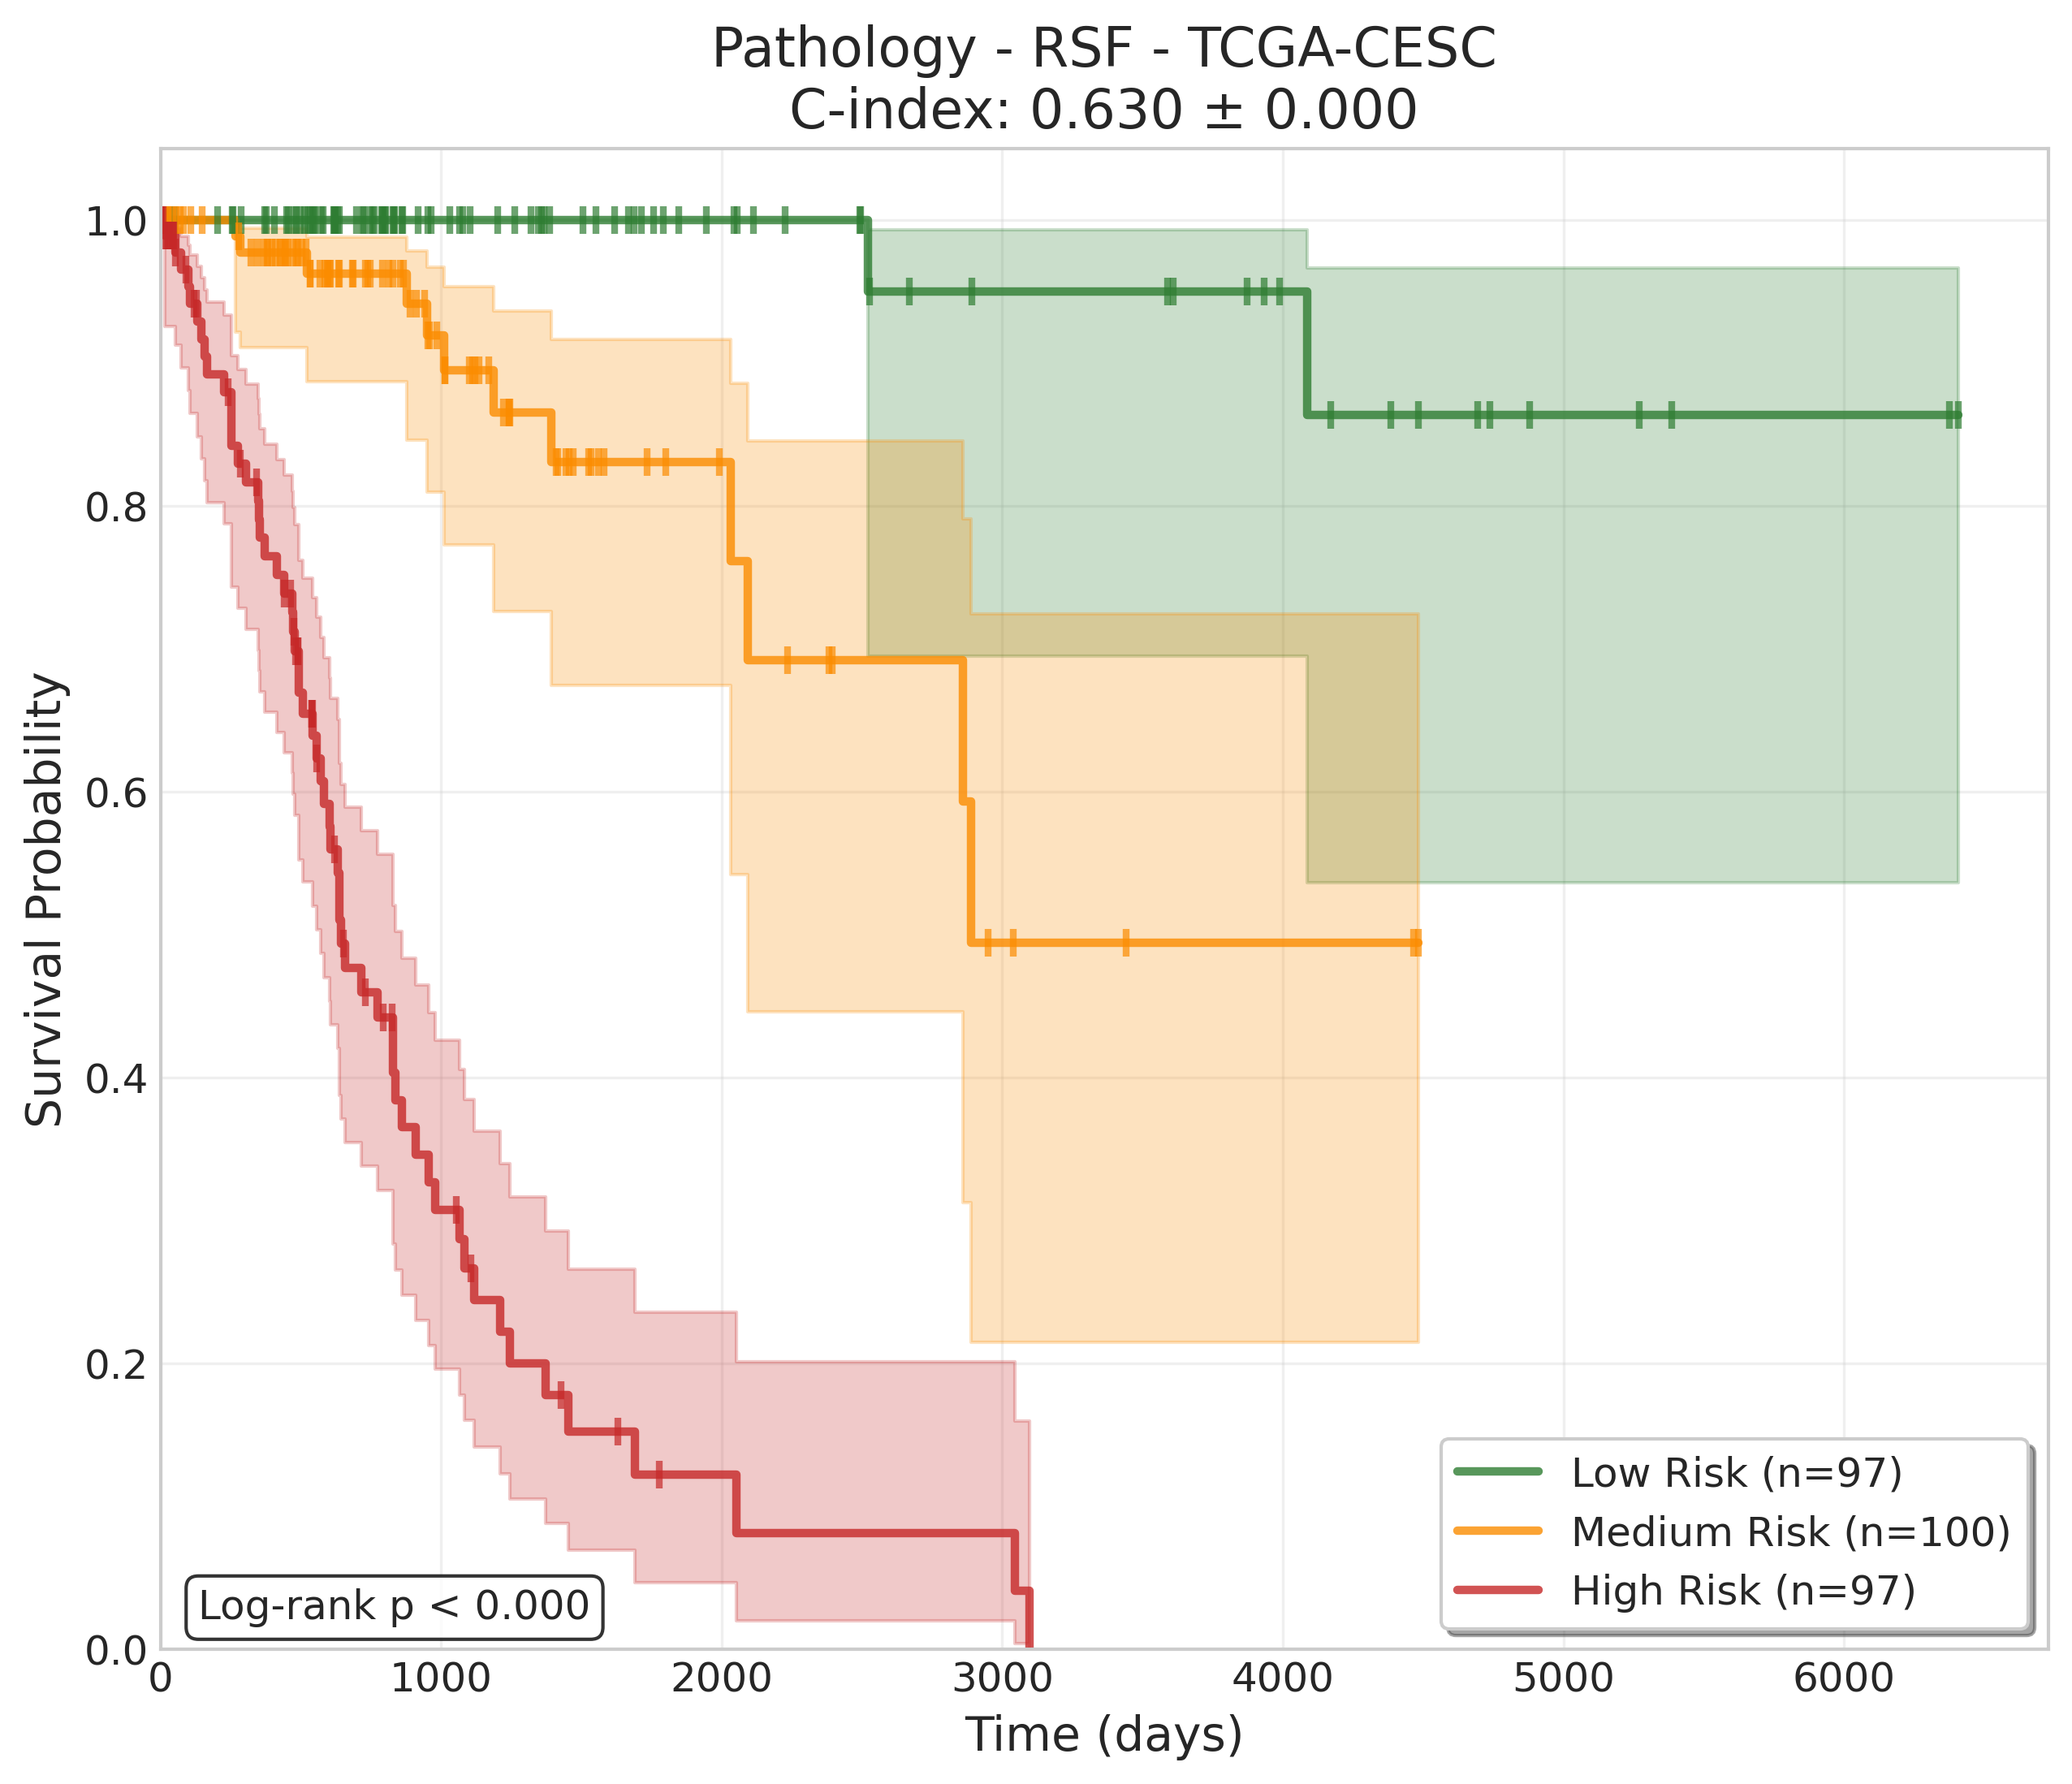 Pathology - RSF - TCGA-CESC
C-index: 0.630 ± 0.000
Survival Probability
1.0
0.8
0.6
0.4
0.2
0.0
0 1000 2000 3000 4000 5000 6000
Time (days)
Log-rank p < 0.000
Low Risk (n=97)
Medium Risk (n=100)
High Risk (n=97)